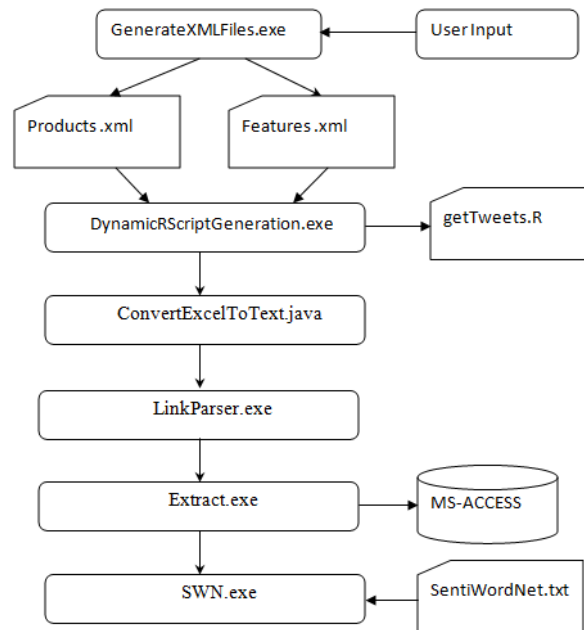 GenerateXMLFiles.exe
User Input
Products.xml
Features.xml
DynamicRScriptGeneration.exe
getTweets.R
ConvertExcelToText.java
LinkParser.exe
Extract.exe
MS-ACCESS
SWN.exe
SentiWordNet.txt